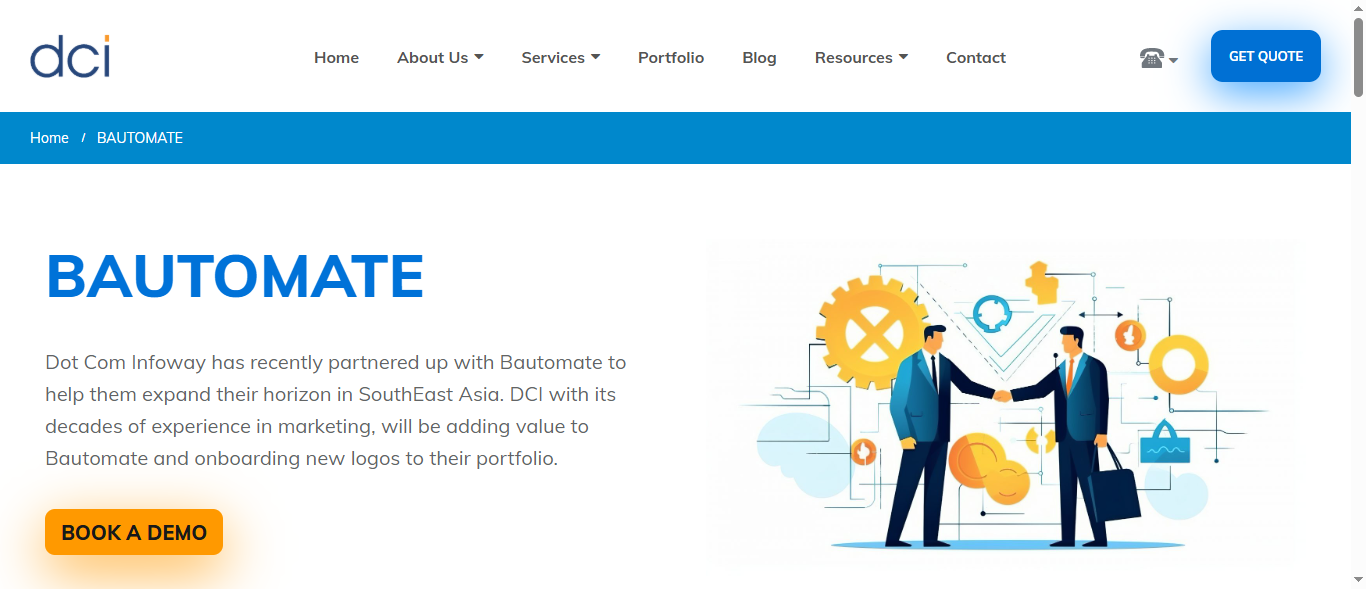 dci
Home About Us Services Portfolio Blog Resources Contact GET QUOTE
Home / BAUTOMATE
BAUTOMATE
Dot Com Infoway has recently partnered up with Bautomate to
help them expand their horizon in SouthEast Asia. DCI with its
decades of experience in marketing, will be adding value to
Bautomate and onboarding new logos to their portfolio.
BOOK A DEMO